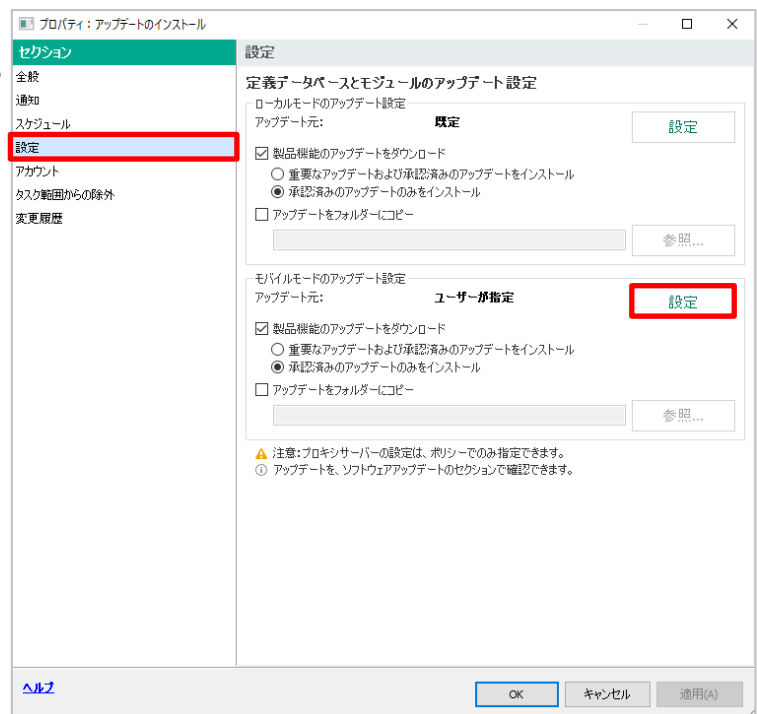 プロパティ：アップデートのインストール
セクション
設定
全般
通知
スケジュール
設定
アカウント
タスク範囲からの除外
変更履歴
定義データベースとモジュールのアップデート設定
ローカルモードのアップデート設定
アップデート元： 既定 設定
製品機能のアップデートをダウンロード
重要なアップデートおよび承認済みのアップデートをインストール
承認済みのアップデートのみをインストール
アップデートをフォルダーにコピー
参照...
モバイルモードのアップデート設定
アップデート元： ユーザーが指定 設定
製品機能のアップデートをダウンロード
重要なアップデートおよび承認済みのアップデートをインストール
承認済みのアップデートのみをインストール
アップデートをフォルダーにコピー
参照...
注意：プロキシサーバーの設定は、ポリシーでのみ指定できます。
アップデートを、ソフトウェアアップデートのセクションで確認できます。
ヘルプ
OK キャンセル 適用(A)